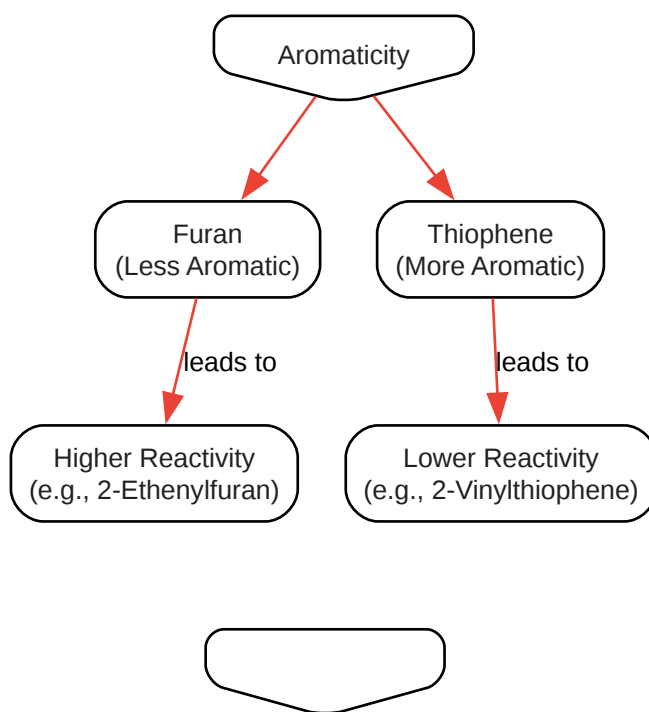 Aromaticity
Furan
(Less Aromatic)
Thiophene
(More Aromatic)
leads to
leads to
Higher Reactivity
(e.g., 2-Ethenylfuran)
Lower Reactivity
(e.g., 2-Vinylthiophene)